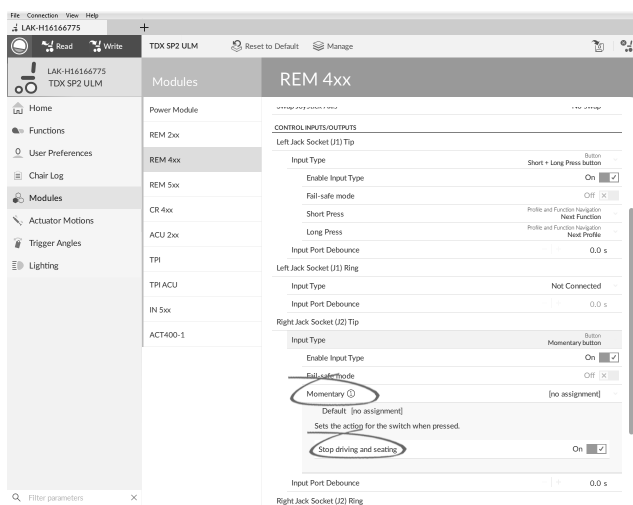 File Connection View Help
LAK-H16166775
Read Write TDX SP2 ULM Reset to Default Manage
LAK-H16166775
TDX SP2 ULM
Modules
REM 4xx
Home
Functions
User Preferences
Chair Log
Modules
Actuator Motions
Trigger Angles
Lighting
Filter parameters
Power Module
REM 2xx
REM 4xx
REM 5xx
CR 4xx
ACU 2xx
TPI
TPI ACU
IN 5xx
ACT400-1
No Swap
CONTROL INPUTS/OUTPUTS
Left Jack Socket (J1) Tip
Input Type Button
Short + Long Press button
Enable Input Type On
Fail-safe mode Off
Short Press Profile and Function Navigation
Next Function
Long Press Profile and Function Navigation
Next Profile
Input Port Debounce 0.0 s
Left Jack Socket (J1) Ring
Input Type Not Connected
Input Port Debounce 0.0 s
Right Jack Socket (J2) Tip
Input Type Button
Momentary button
Enable Input Type On
Fail-safe mode Off
Momentary [no assignment]
Default [no assignment]
Sets the action for the switch when pressed.
Stop driving and seating On
Input Port Debounce 0.0 s
Right Jack Socket (J2) Ring